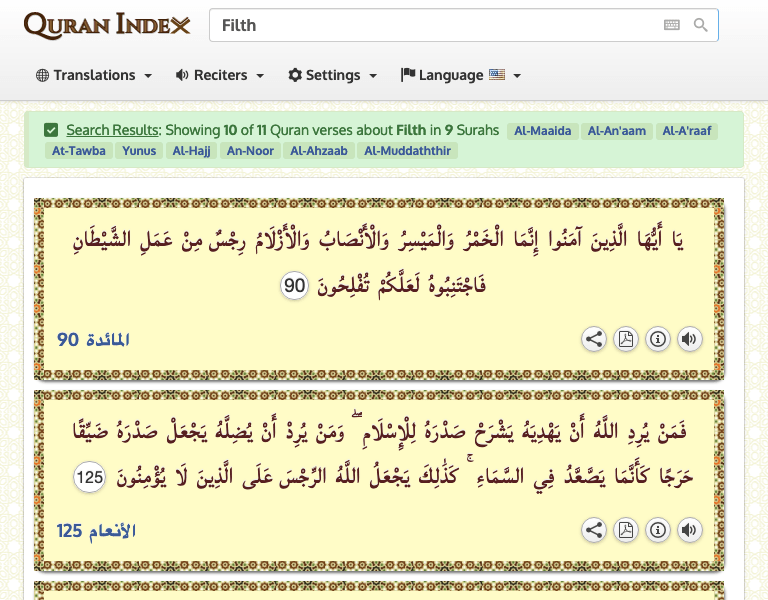 QURAN INDEX
Filth
Translations Reciters Settings Language
Search Results: Showing 10 of 11 Quran verses about Filth in 9 Surahs Al-Maaida Al-An'aam Al-A'raaf
At-Tawba Yunus Al-Hajj An-Noor Al-Ahzaab Al-Muddaththir
يَا أَيُّهَا الَّذِينَ آمَنُوا إِنَّمَا الْخَمْرُ وَالْمَيْسِرُ وَالْأَنْصَابُ وَالْأَزْلَامُ رِجْسٌ مِنْ عَمَلِ الشَّيْطَانِ
فَاجْتَنِبُوهُ لَعَلَّكُمْ تُفْلِحُونَ 90
المائدة 90
فَمَنْ يُرِدِ اللَّهُ أَنْ يَهْدِيَهُ يَشْرَحْ صَدْرَهُ لِلْإِسْلَامِ ۖ وَمَنْ يُرِدْ أَنْ يُضِلَّهُ يَجْعَلْ صَدْرَهُ ضَيِّقًا
حَرَجًا كَأَنَّمَا يَصَّعَّدُ فِي السَّمَاءِ ۚ كَذَٰلِكَ يَجْعَلُ اللَّهُ الرِّجْسَ عَلَى الَّذِينَ لَا يُؤْمِنُونَ 125
الأنعام 125